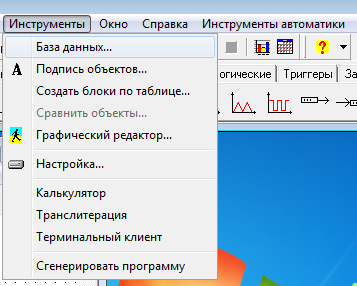 Инструменты Окно Справка Инструменты автоматики
База данных...
Подпись объектов...
Создать блоки по таблице...
Сравнить объекты...
Графический редактор...
Настройка...
Калькулятор
Транслитерация
Терминальный клиент
Сгенерировать программу
огические Триггеры За